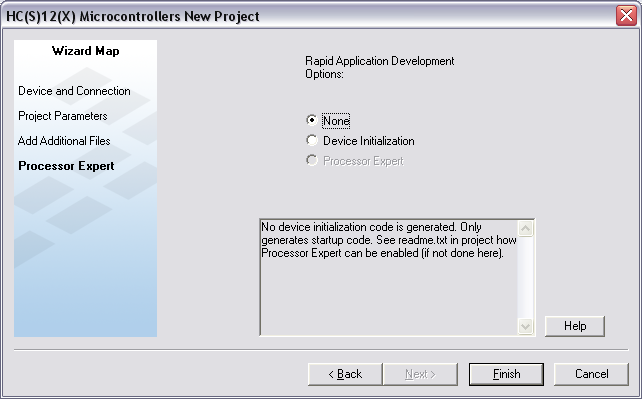 HC(S)12(X) Microcontrollers New Project
Wizard Map
Device and Connection
Project Parameters
Add Additional Files
Processor Expert
Rapid Application Development
Options:
None
Device Initialization
Processor Expert
No device initialization code is generated. Only
generates startup code. See readme.txt in project how
Processor Expert can be enabled (if not done here).
Help
< Back
Next >
Finish
Cancel